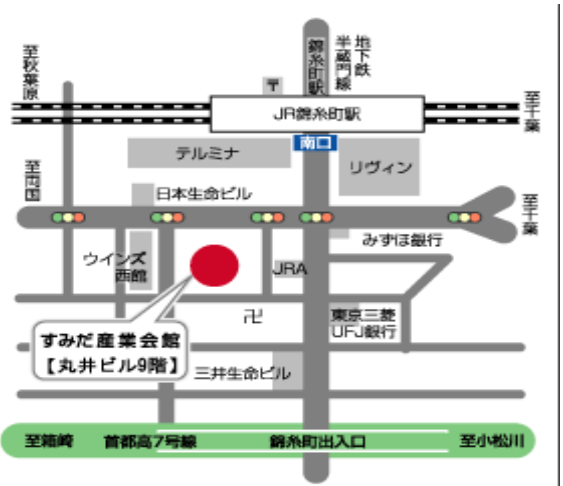 至秋葉原
錦糸町駅
地下鉄
半蔵門線
〒
JR錦糸町駅
至千葉
南口
テルミナ
リヴィン
至両国
日本生命ビル
至千葉
みずほ銀行
ウインズ
西館
JRA
卍
東京三菱
UFJ銀行
すみだ産業会館
【丸井ビル9階】
三井生命ビル
至箱崎
首都高7号線
錦糸町出入口
至小松川